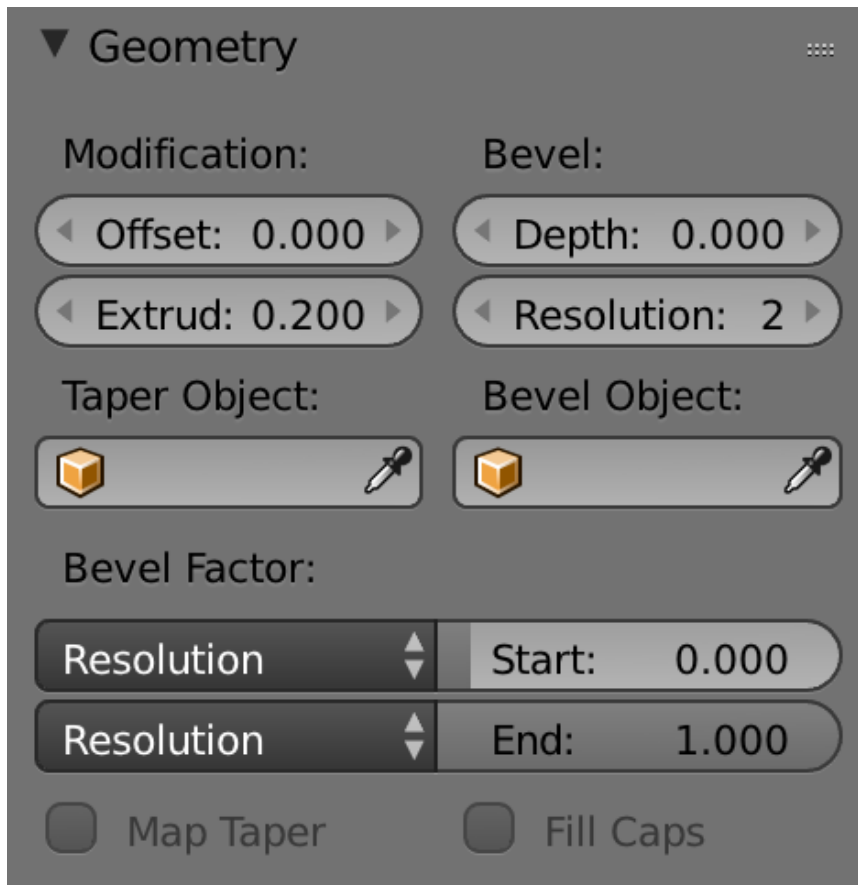 Geometry
Modification: Bevel:
Offset: 0.000 Depth: 0.000
Extrud: 0.200 Resolution: 2
Taper Object: Bevel Object:
Bevel Factor:
Resolution Start: 0.000
Resolution End: 1.000
Map Taper Fill Caps